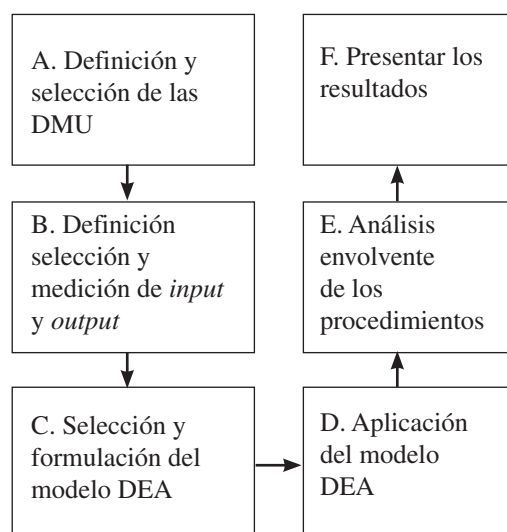 A. Definición y
selección de las
DMU
B. Definición
selección y
medición de input
y output
C. Selección y
formulación del
modelo DEA
D. Aplicación
del modelo
DEA
E. Análisis
envolvente
de los
procedimientos
F. Presentar los
resultados